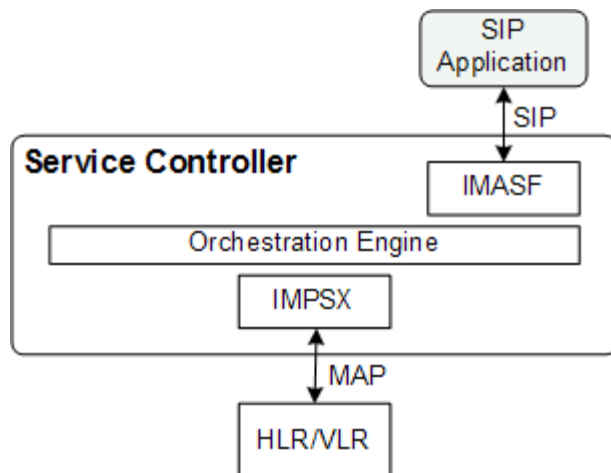 SIP
Application
SIP
Service Controller
IMASF
Orchestration Engine
IMPSX
MAP
HLR/VLR